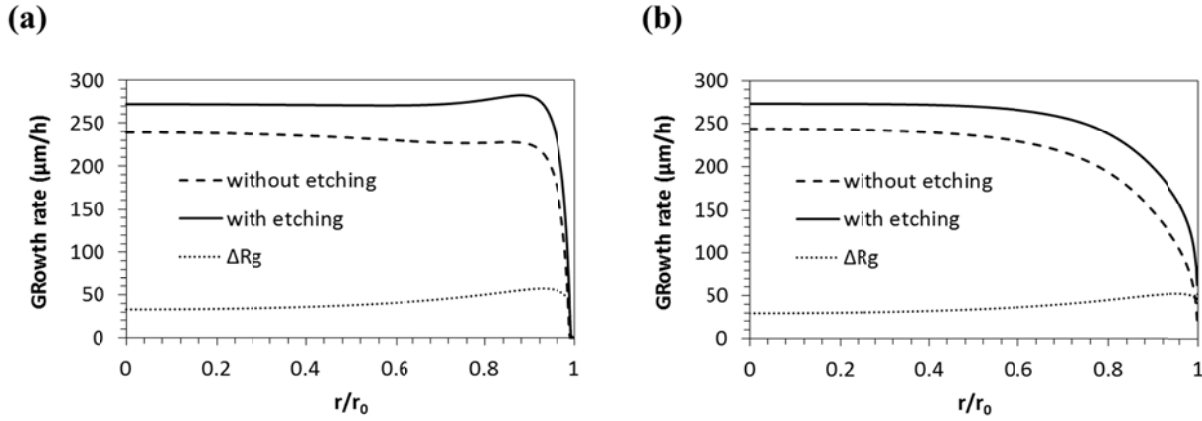 (a)
GRowth rate (µm/h)
300
250
200
150
100
50
0
without etching
with etching
ΔRg
0
0.2
0.4
0.6
0.8
1
r/r₀
(b)
GRowth rate (µm/h)
300
250
200
150
100
50
0
without etching
with etching
ΔRg
0
0.2
0.4
0.6
0.8
1
r/r₀